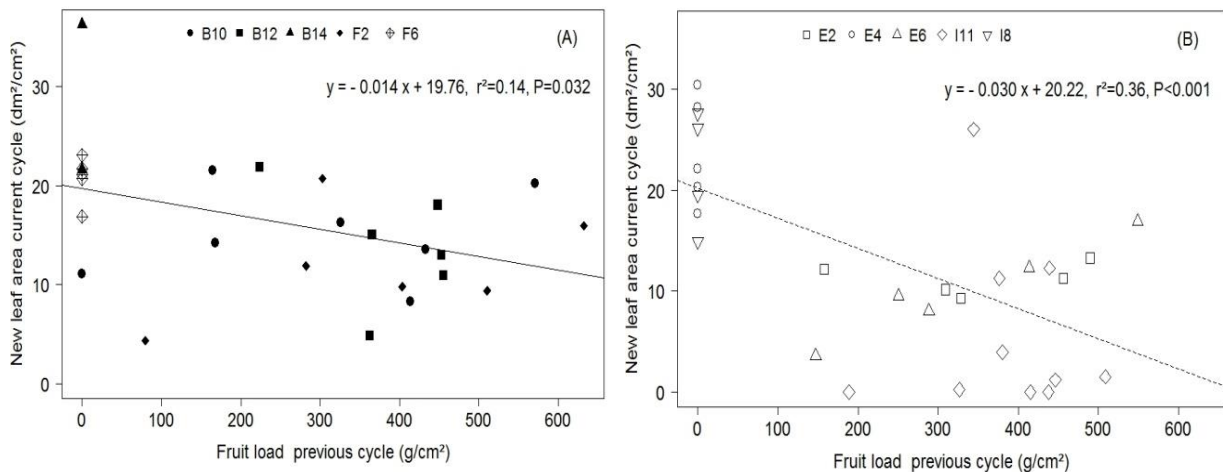 B10 B12 B14 F2 F6
(A)
y = - 0.014 x + 19.76, r²=0.14, P=0.032
New leaf area current cycle (dm²/cm²)
30
20
10
0
0 100 200 300 400 500 600
Fruit load previous cycle (g/cm²)
E2 E4 E6 I11 I8
(B)
y = - 0.030 x + 20.22, r²=0.36, P<0.001
New leaf area current cycle (dm²/cm²)
30
20
10
0
0 100 200 300 400 500 600
Fruit load previous cycle (g/cm²)